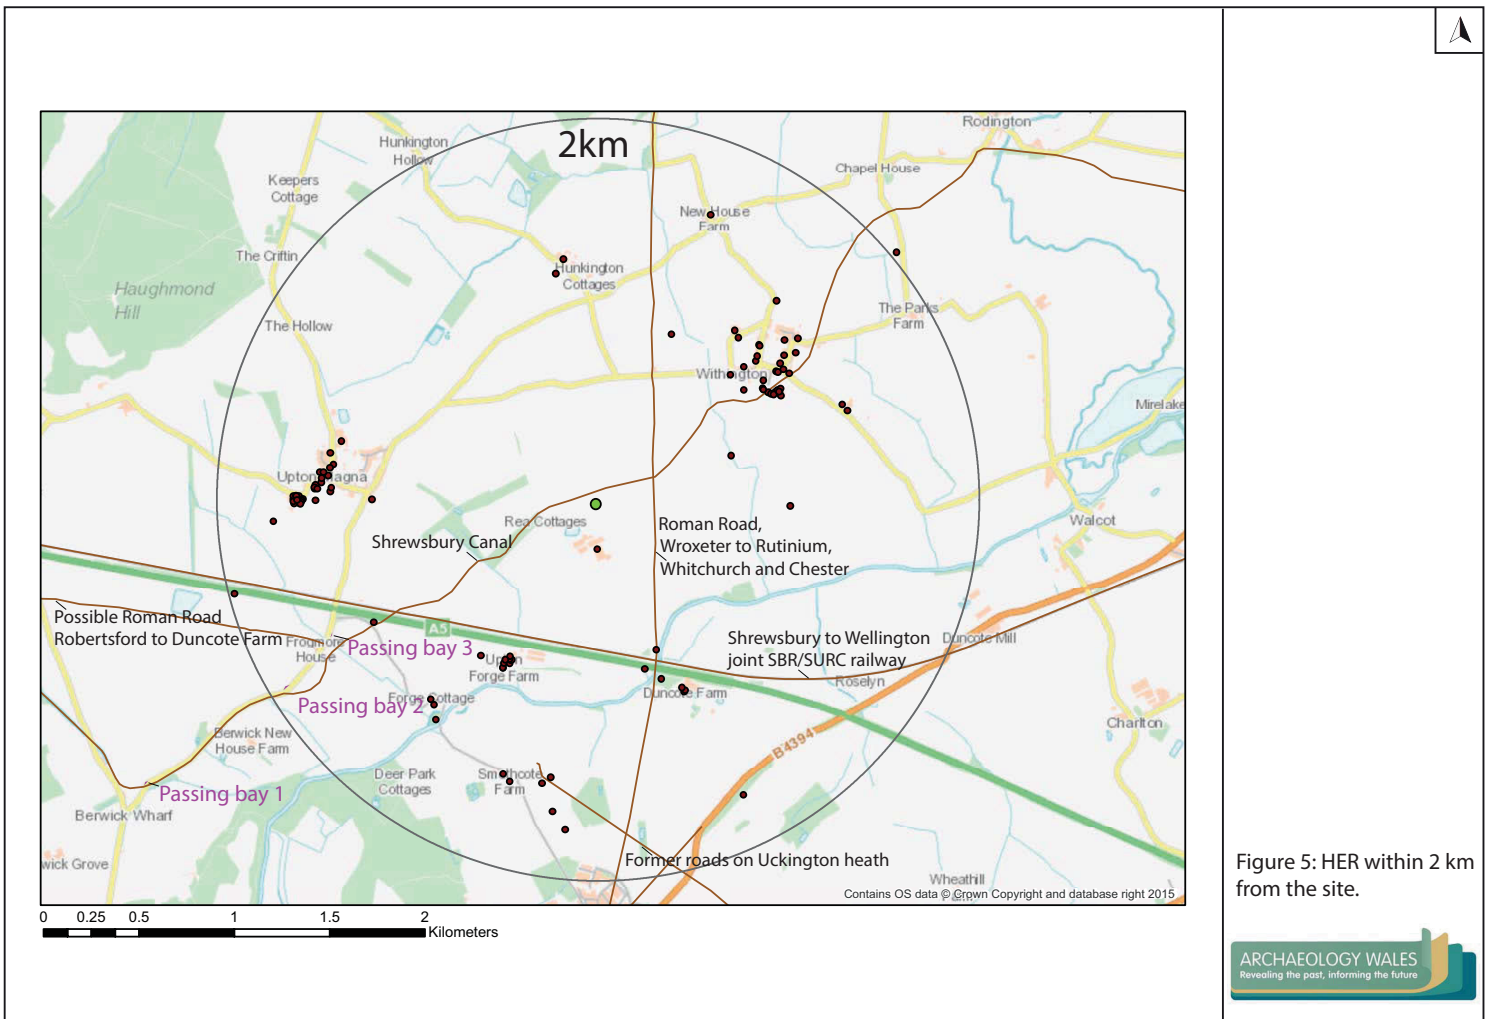 2km
Rodington
Hunkington
Hollow
Chapel House
Keepers
Cottage
New House
Farm
The Criftin
Hunkington
Cottages
Haughmond
Hill
The Hollow
The Parks
Farm
Withington
Mirelake
Upton Magna
Rea Cottages
Walcot
Roman Road,
Wroxeter to Rutinium,
Whitchurch and Chester
Shrewsbury Canal
Possible Roman Road
Robertsford to Duncote Farm
Frogmore
House
A5
Passing bay 3
Shrewsbury to Wellington
joint SBR/SURC railway
Duncote Mill
Upton
Forge Farm
Roselyn
Duncote Farm
Forge Cottage
Passing bay 2
Charlton
Berwick New
House Farm
B4394
Deer Park
Cottages
Smethcote
Farm
Passing bay 1
Berwick Wharf
Former roads on Uckington heath
wick Grove
Wheathill
Contains OS data © Crown Copyright and database right 2015
0 0.25 0.5 1 1.5 2
Kilometers
Figure 5: HER within 2 km
from the site.
ARCHAEOLOGY WALES
Revealing the past, informing the future